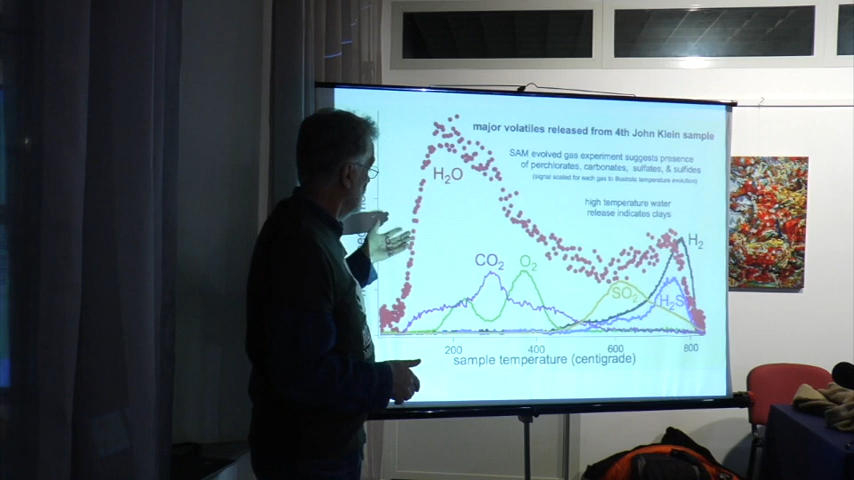 major volatiles released from 4th John Klein sample
SAM evolved gas experiment suggests presence
of perchlorates, carbonates, sulfates, & sulfides
(signal scaled for each gas to illustrate temperature evolution)
H₂O
high temperature water
release indicates clays
H₂
CO₂
O₂
SO₂
H₂S
200
400
600
800
sample temperature (centigrade)